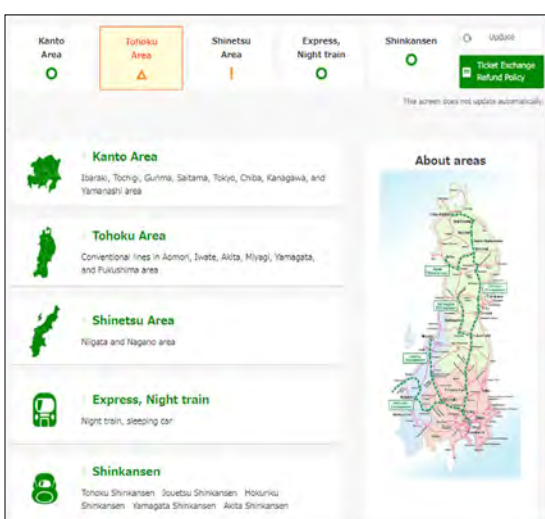 Kanto
Area
Tohoku
Area
Shinetsu
Area
Express,
Night train
Shinkansen
Update
Ticket Exchange
Refund Policy
The screen does not update automatically.
Kanto Area
Ibaraki, Tochigi, Gunma, Saitama, Tokyo, Chiba, Kanagawa, and
Yamanashi area
Tohoku Area
Conventional lines in Aomori, Iwate, Akita, Miyagi, Yamagata,
and Fukushima area
Shinetsu Area
Niigata and Nagano area
Express, Night train
Night train, sleeping car
Shinkansen
Tohoku Shinkansen Jouetsu Shinkansen Hokuriku
Shinkansen Yamagata Shinkansen Akita Shinkansen
About areas